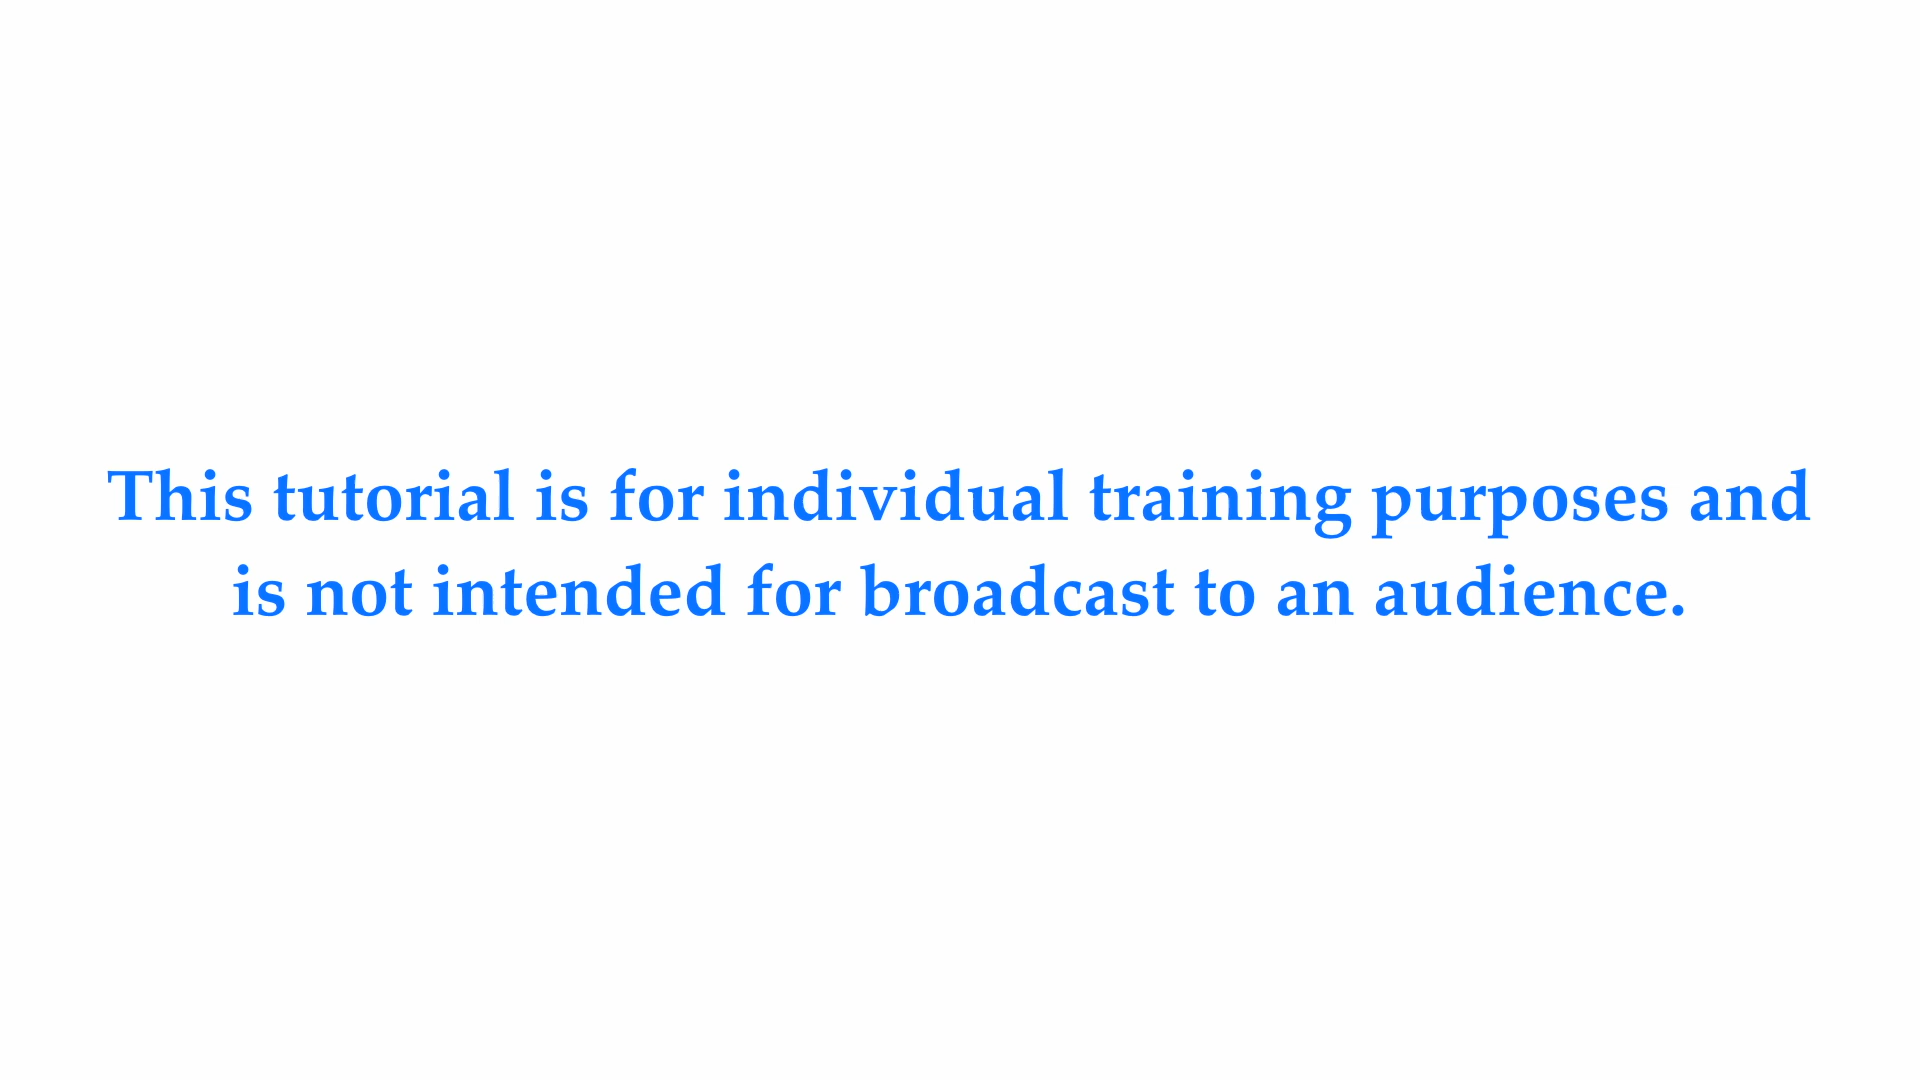 This tutorial is for individual training purposes and
is not intended for broadcast to an audience.